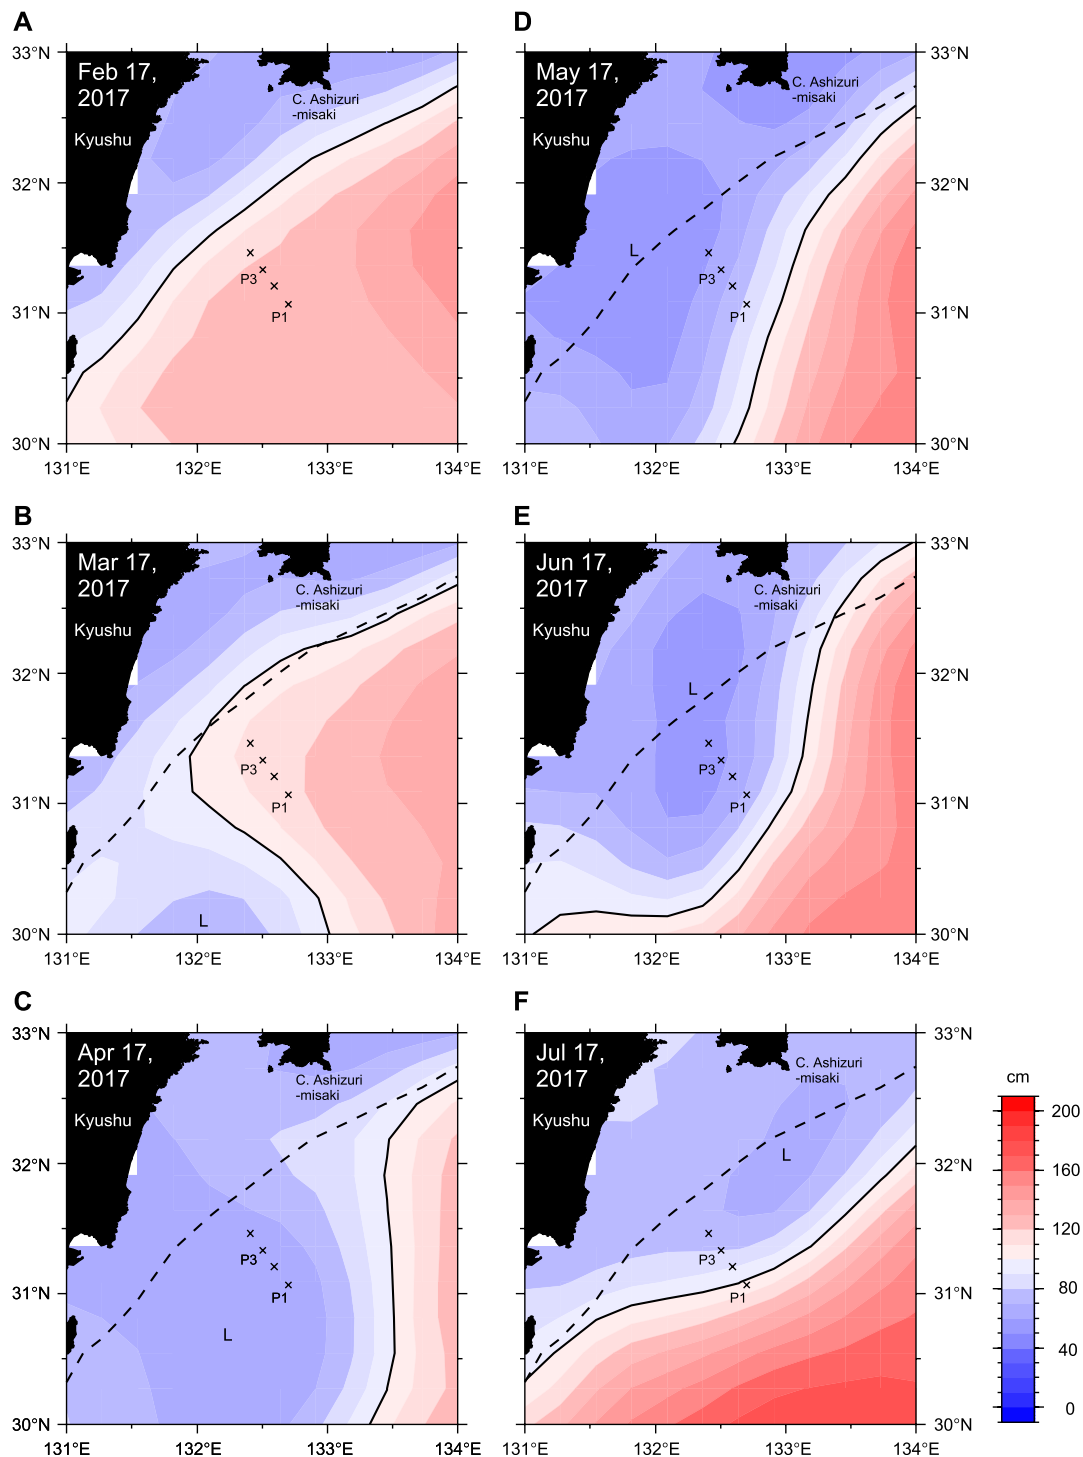 A
33°N
32°N
31°N
30°N
131°E
132°E
133°E
134°E
Feb 17,
2017
Kyushu
C. Ashizuri
-misaki
P3
P1
D
33°N
32°N
31°N
30°N
131°E
132°E
133°E
134°E
May 17,
2017
Kyushu
C. Ashizuri
-misaki
L
P3
P1
B
33°N
32°N
31°N
30°N
131°E
132°E
133°E
134°E
Mar 17,
2017
Kyushu
C. Ashizuri
-misaki
P3
P1
L
E
33°N
32°N
31°N
30°N
131°E
132°E
133°E
134°E
Jun 17,
2017
Kyushu
C. Ashizuri
-misaki
L
P3
P1
C
33°N
32°N
31°N
30°N
131°E
132°E
133°E
134°E
Apr 17,
2017
Kyushu
C. Ashizuri
-misaki
P3
P1
L
F
33°N
32°N
31°N
30°N
131°E
132°E
133°E
134°E
Jul 17,
2017
Kyushu
C. Ashizuri
-misaki
L
P3
P1
cm
200
160
120
80
40
0